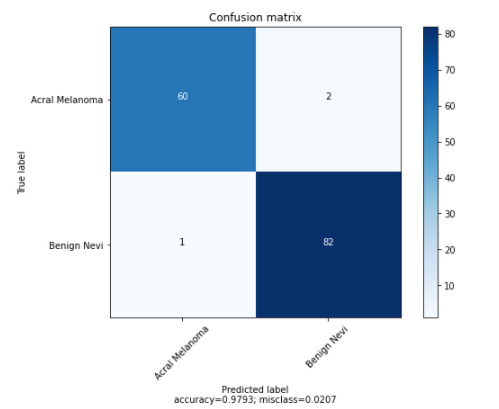 Confusion matrix
80
70
60
50
40
30
20
10
Acral Melanoma
60
2
Benign Nevi
1
82
True label
Acral Melanoma
Benign Nevi
Predicted label
accuracy=0.9793; misclass=0.0207